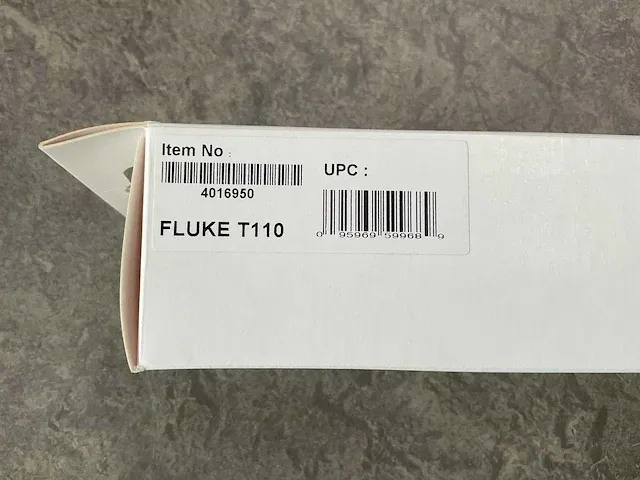 Item No :
4016950
FLUKE T110
UPC :
0 95969 59968 9